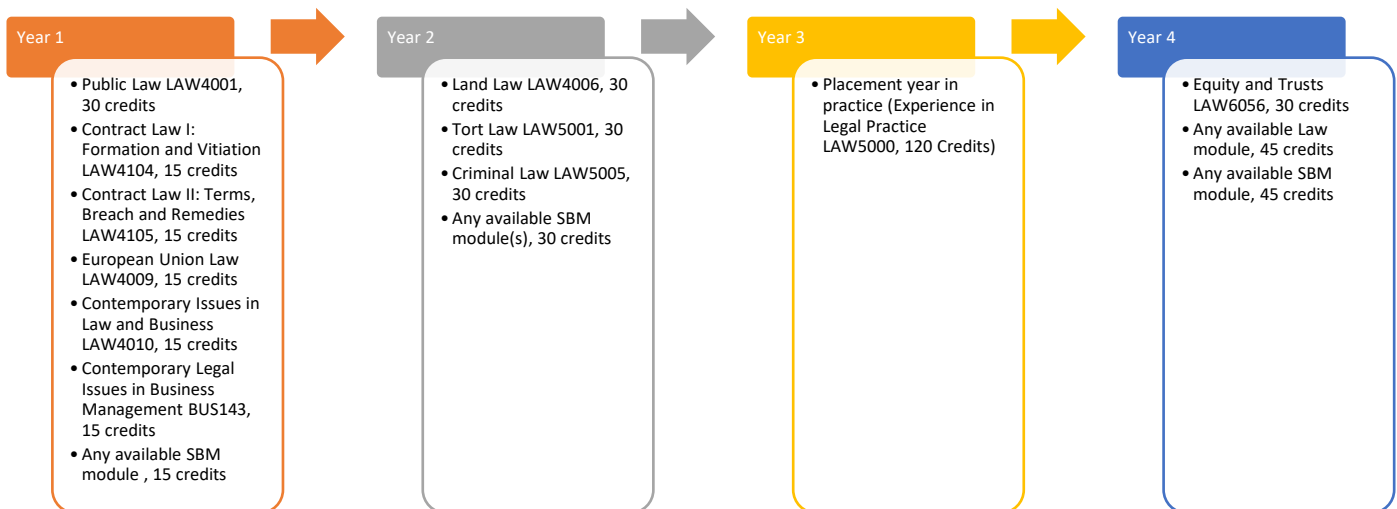 Year 1
• Public Law LAW4001,
30 credits
• Contract Law I:
Formation and Vitiation
LAW4104, 15 credits
• Contract Law II: Terms,
Breach and Remedies
LAW4105, 15 credits
• European Union Law
LAW4009, 15 credits
• Contemporary Issues in
Law and Business
LAW4010, 15 credits
• Contemporary Legal
Issues in Business
Management BUS143,
15 credits
• Any available SBM
module , 15 credits
Year 2
• Land Law LAW4006, 30
credits
• Tort Law LAW5001, 30
credits
• Criminal Law LAW5005,
30 credits
• Any available SBM
module(s), 30 credits
Year 3
• Placement year in
practice (Experience in
Legal Practice
LAW5000, 120 Credits)
Year 4
• Equity and Trusts
LAW6056, 30 credits
• Any available Law
module, 45 credits
• Any available SBM
module, 45 credits